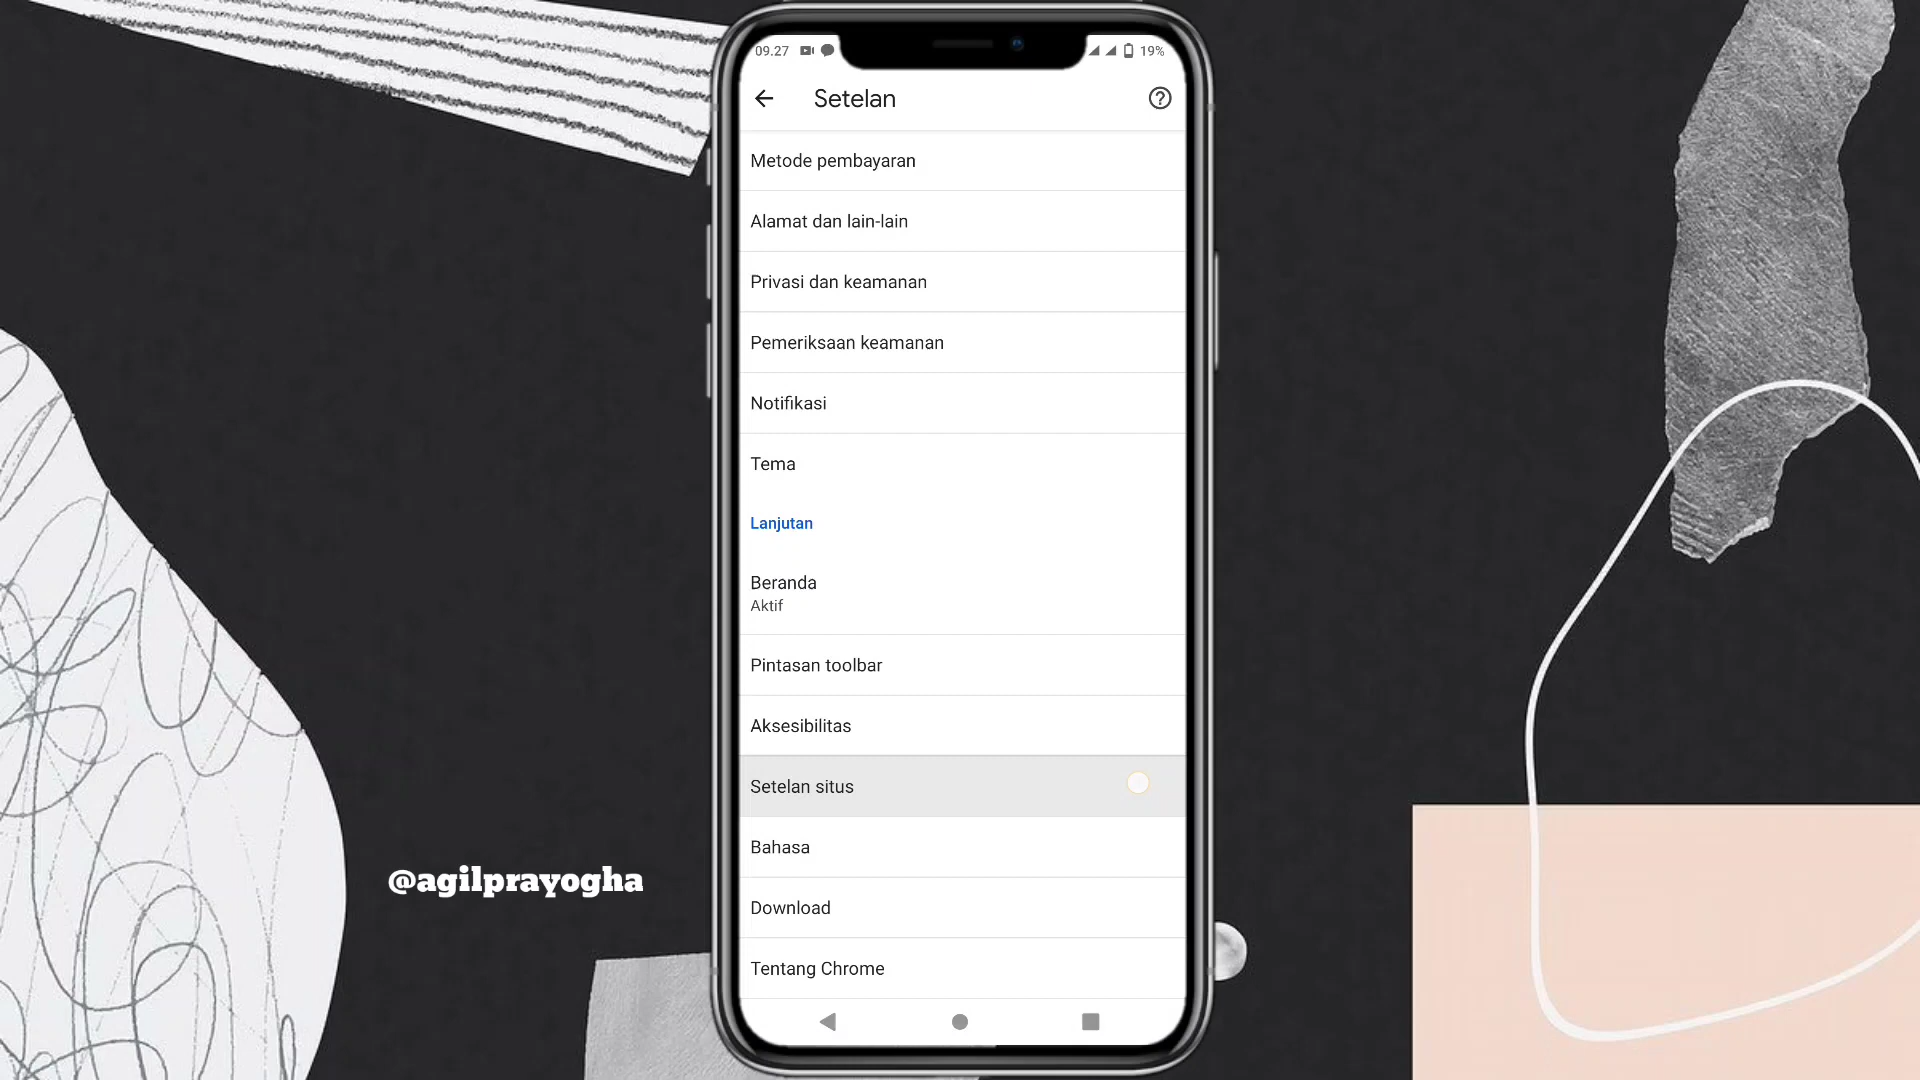 09.27
19%
Setelan
Metode pembayaran
Alamat dan lain-lain
Privasi dan keamanan
Pemeriksaan keamanan
Notifikasi
Tema
Lanjutan
Beranda
Aktif
Pintasan toolbar
Aksesibilitas
Setelan situs
Bahasa
@agilprayogha
Download
Tentang Chrome